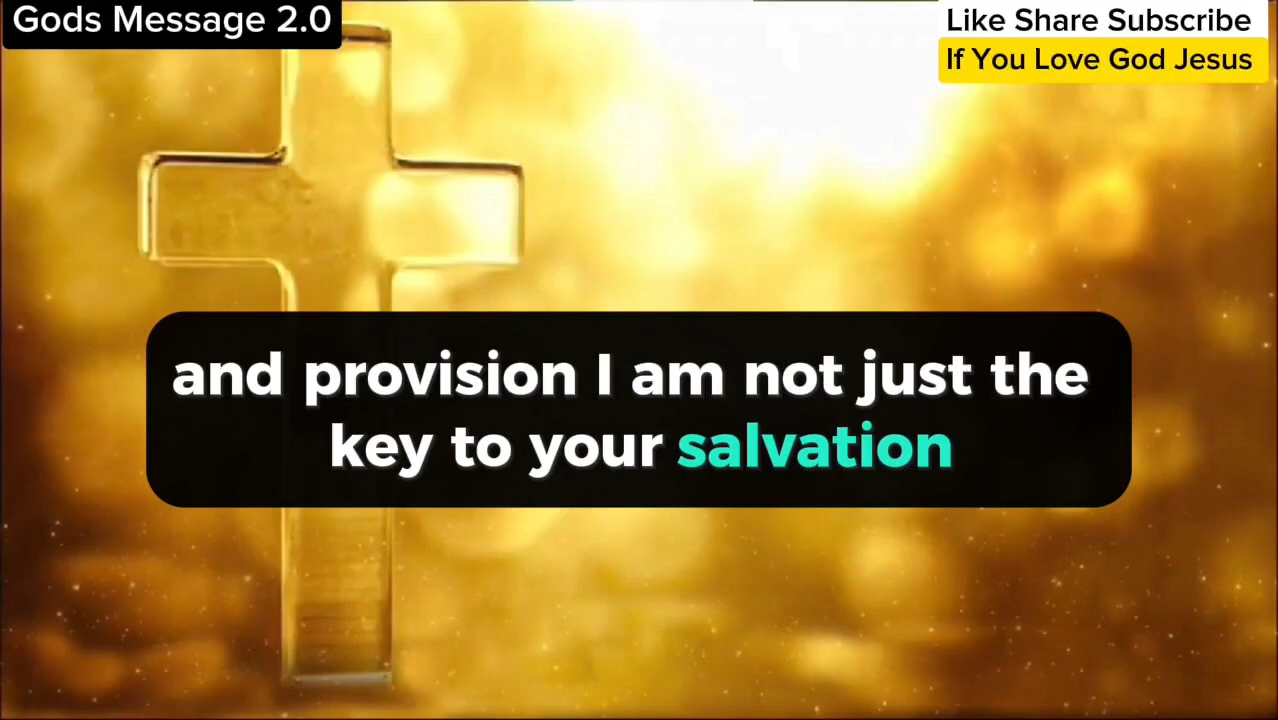 Gods Message 2.0
Like Share Subscribe
If You Love God Jesus
and provision I am not just the
key to your salvation